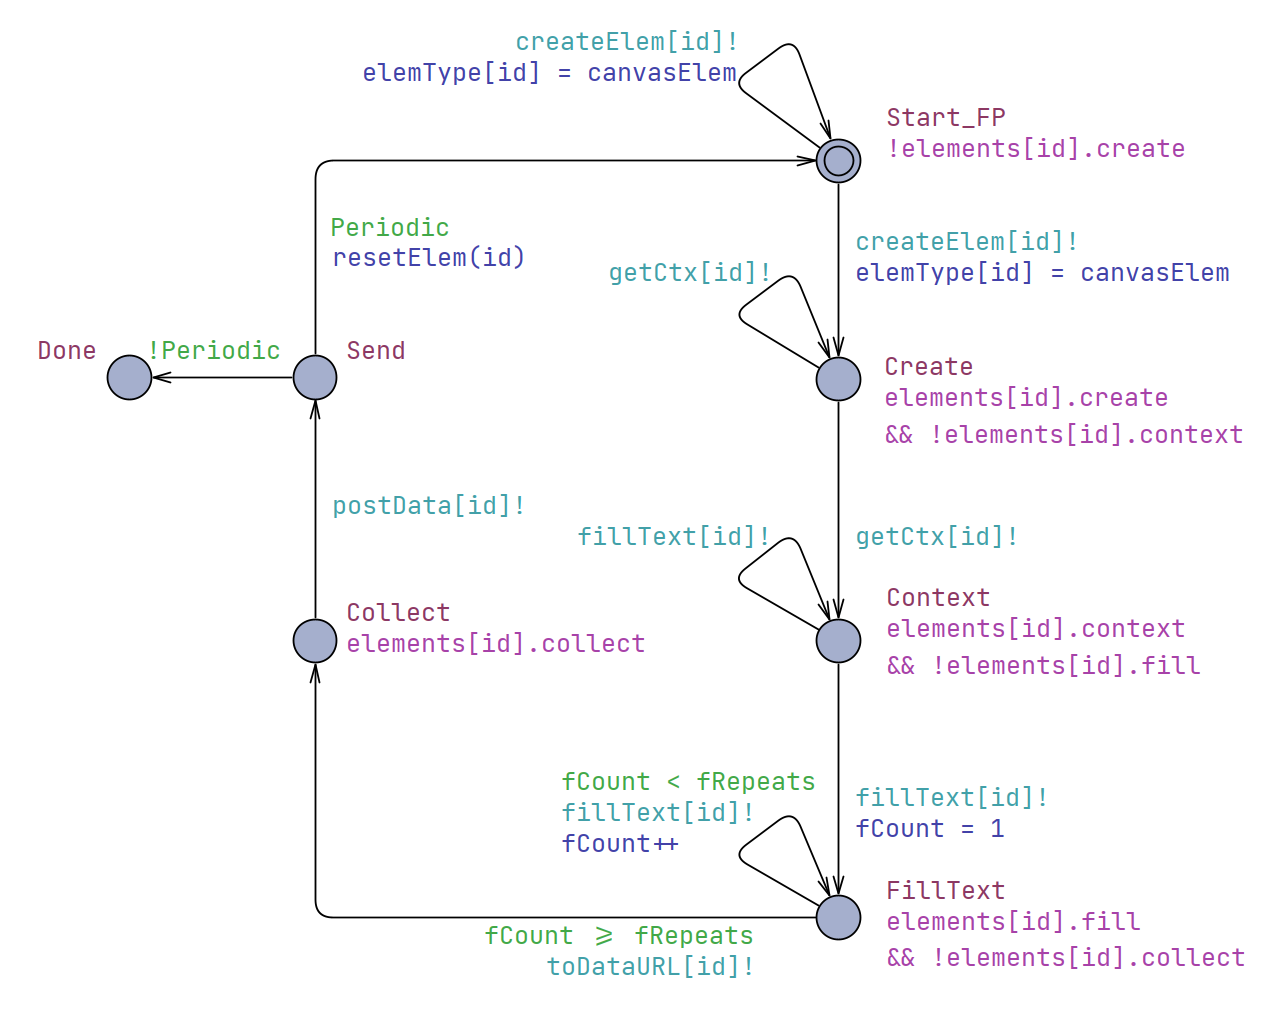 createElem[id]!
elemType[id] = canvasElem
Start_FP
!elements[id].create
Periodic
resetElem(id)
createElem[id]!
elemType[id] = canvasElem
getCtx[id]!
Done
!Periodic
Send
Create
elements[id].create
&& !elements[id].context
postData[id]!
fillText[id]!
getCtx[id]!
Collect
elements[id].collect
Context
elements[id].context
&& !elements[id].fill
fCount < fRepeats
fillText[id]!
fCount++
fillText[id]!
fCount = 1
FillText
elements[id].fill
&& !elements[id].collect
fCount ⩾ fRepeats
toDataURL[id]!